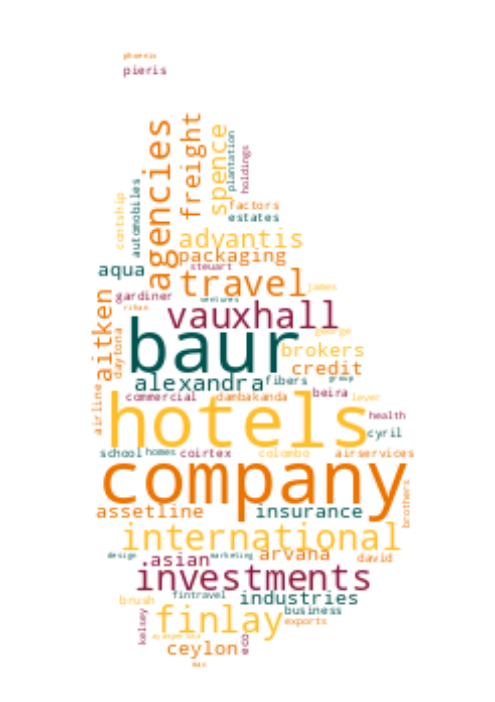 phoenix
pieris
agencies
freight
spence
plantation
holdings
automobiles
contship
factors
estates
advantis
packaging
aqua
steuart
travel
james
gardiner
ventures
aitken
vauxhall
daytona
george
baur
brokers
credit
alexandra
fibers
group
commercial
dambakanda
beira
lever
airline
hotels
health
cyril
school
homes
coirtex
colombo
airservices
company
brothers
assetline
insurance
international
design
asian
marketing
arvana
david
investments
fintravel
industries
brush
business
finlay
exports
kelsey
eco
ceylon